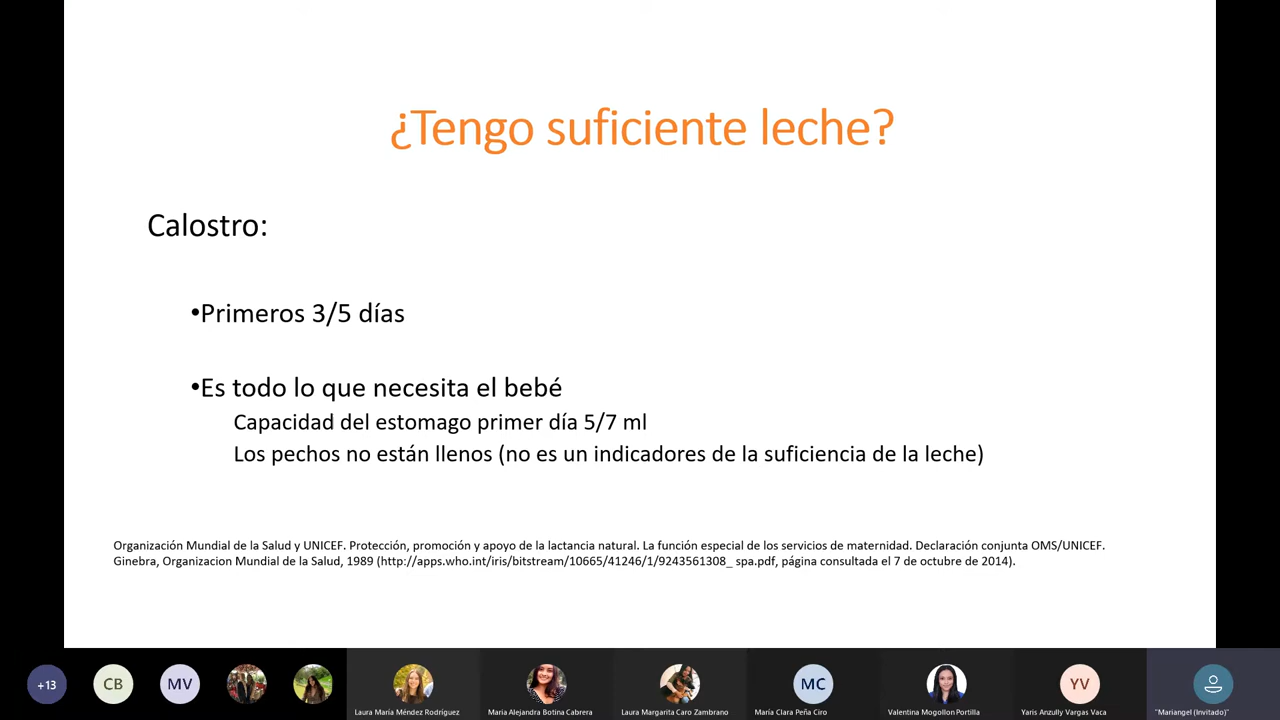 ¿Tengo suficiente leche?
Calostro:
•Primeros 3/5 días
•Es todo lo que necesita el bebé
Capacidad del estomago primer día 5/7 ml
Los pechos no están llenos (no es un indicadores de la suficiencia de la leche)
Organización Mundial de la Salud y UNICEF. Protección, promoción y apoyo de la lactancia natural. La función especial de los servicios de maternidad. Declaración conjunta OMS/UNICEF.
Ginebra, Organizacion Mundial de la Salud, 1989 (http://apps.who.int/iris/bitstream/10665/41246/1/9243561308_ spa.pdf, página consultada el 7 de octubre de 2014).
+13
CB
MV
MC
YV
Laura María Méndez Rodríguez
Maria Alejandra Botina Cabrera
Laura Margarita Caro Zambrano
María Clara Peña Ciro
Valentina Mogollon Portilla
Yaris Anzully Vargas Vaca
"Mariangel (Invitado)"